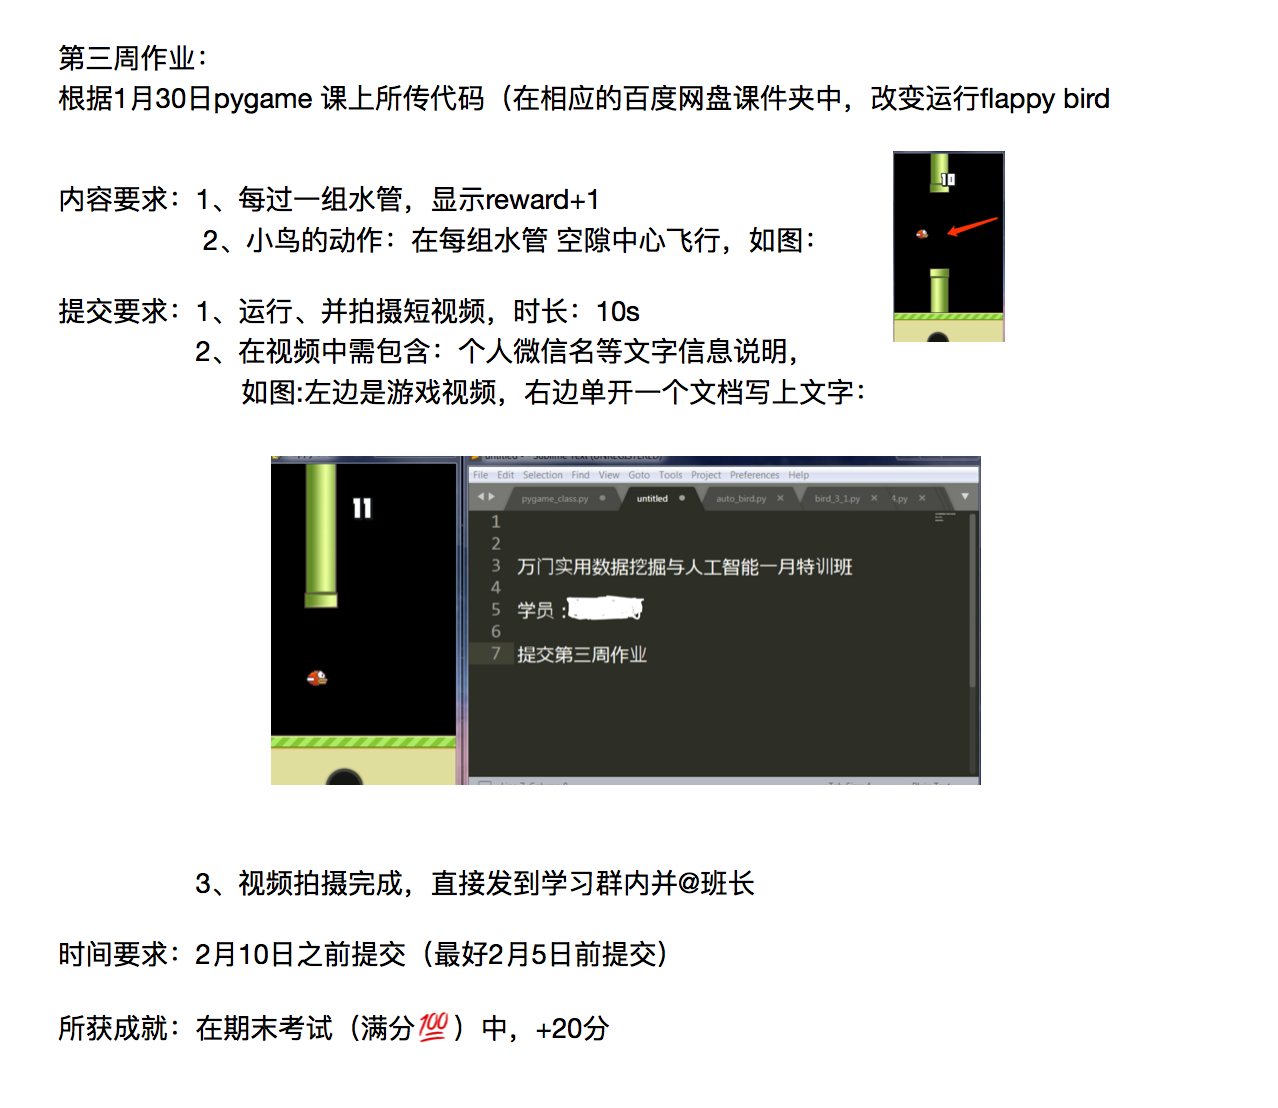 第三周作业：
根据1月30日pygame 课上所传代码（在相应的百度网盘课件夹中，改变运行flappy bird
内容要求：1、每过一组水管，显示reward+1
10
2、小鸟的动作：在每组水管 空隙中心飞行，如图：
提交要求：1、运行、并拍摄短视频，时长：10s
2、在视频中需包含：个人微信名等文字信息说明，
如图:左边是游戏视频，右边单开一个文档写上文字：
11
untitled • Sublime Text (UNREGISTERED)
File Edit Selection Find View Goto Tools Project Preferences Help
pygame_class.py untitled auto_bird.py bird_3_1.py .py
1
2
3 万门实用数据挖掘与人工智能一月特训班
4
5 学员：
6
7 提交第三周作业
3、视频拍摄完成，直接发到学习群内并@班长
时间要求：2月10日之前提交（最好2月5日前提交）
所获成就：在期末考试（满分💯）中，+20分